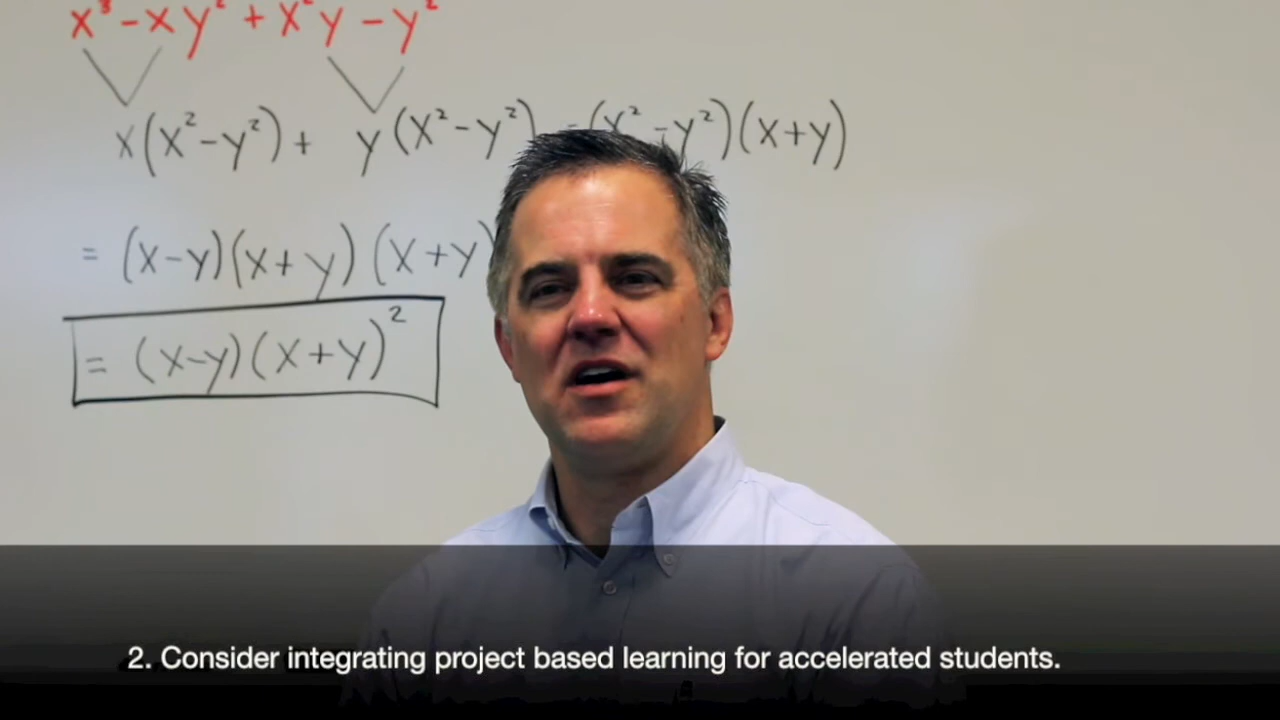 x³ - xy² + x²y - y²
x(x² - y²) + y(x² - y²) = (x² - y²)(x+y)
= (x-y)(x+y)(x+y)
= (x-y)(x+y)²
2. Consider integrating project based learning for accelerated students.